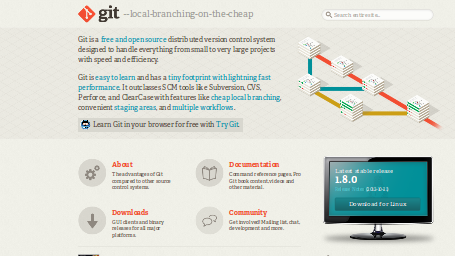 git --local-branching-on-the-cheap
Search entire site...
Git is a free and open source distributed version control system
designed to handle everything from small to very large projects
with speed and efficiency.
Git is easy to learn and has a tiny footprint with lightning fast
performance. It outclasses SCM tools like Subversion, CVS,
Perforce, and ClearCase with features like cheap local branching,
convenient staging areas, and multiple workflows.
Learn Git in your browser for free with Try Git.
About
The advantages of Git
compared to other source
control systems.
Documentation
Command reference pages, Pro
Git book content, videos and
other material.
Downloads
GUI clients and binary
releases for all major
platforms.
Community
Get involved! Mailing list, chat,
development and more.
Latest stable release
1.8.0
Release Notes
Download for Linux